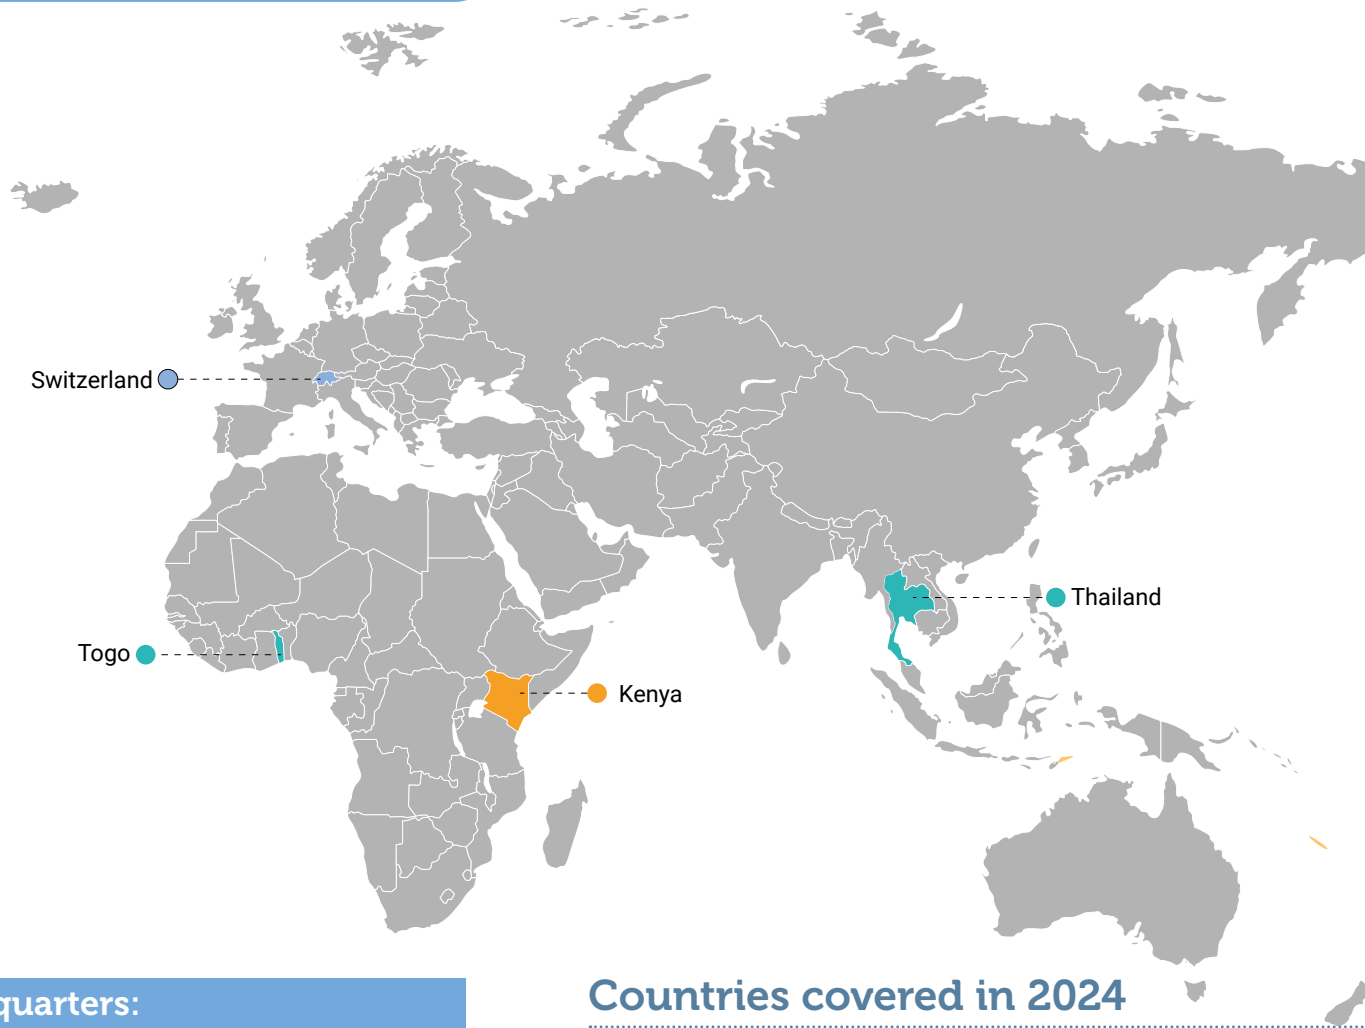 Switzerland
Thailand
Togo
Kenya
quarters:
Countries covered in 2024